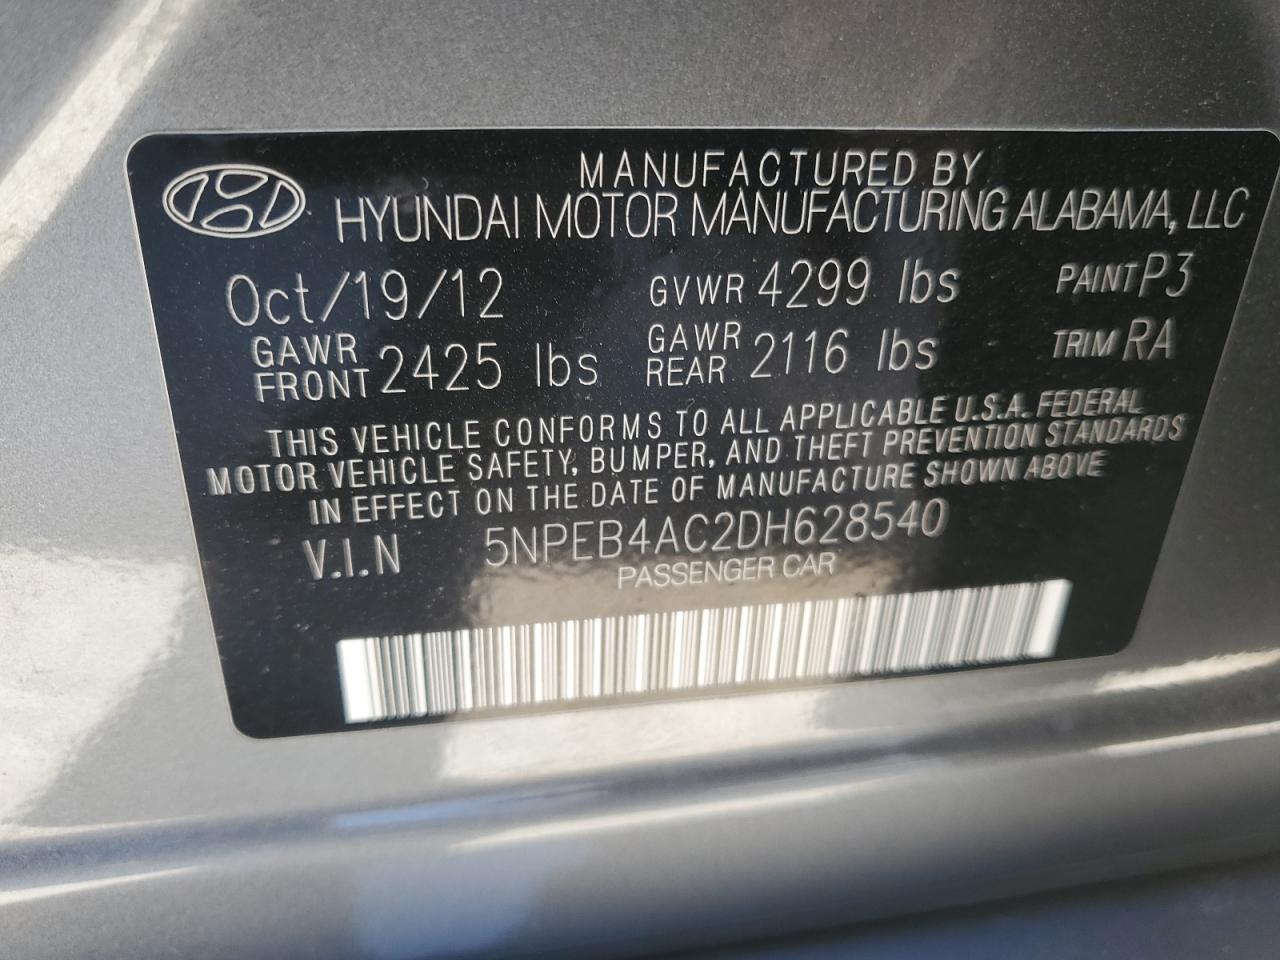 MANUFACTURED BY
HYUNDAI MOTOR MANUFACTURING ALABAMA, LLC
Oct/19/12 GVWR 4299 lbs PAINT P3
GAWR FRONT 2425 lbs GAWR REAR 2116 lbs TRIM RA
THIS VEHICLE CONFORMS TO ALL APPLICABLE U.S.A. FEDERAL
MOTOR VEHICLE SAFETY, BUMPER, AND THEFT PREVENTION STANDARDS
IN EFFECT ON THE DATE OF MANUFACTURE SHOWN ABOVE
V.I.N 5NPEB4AC2DH628540
PASSENGER CAR